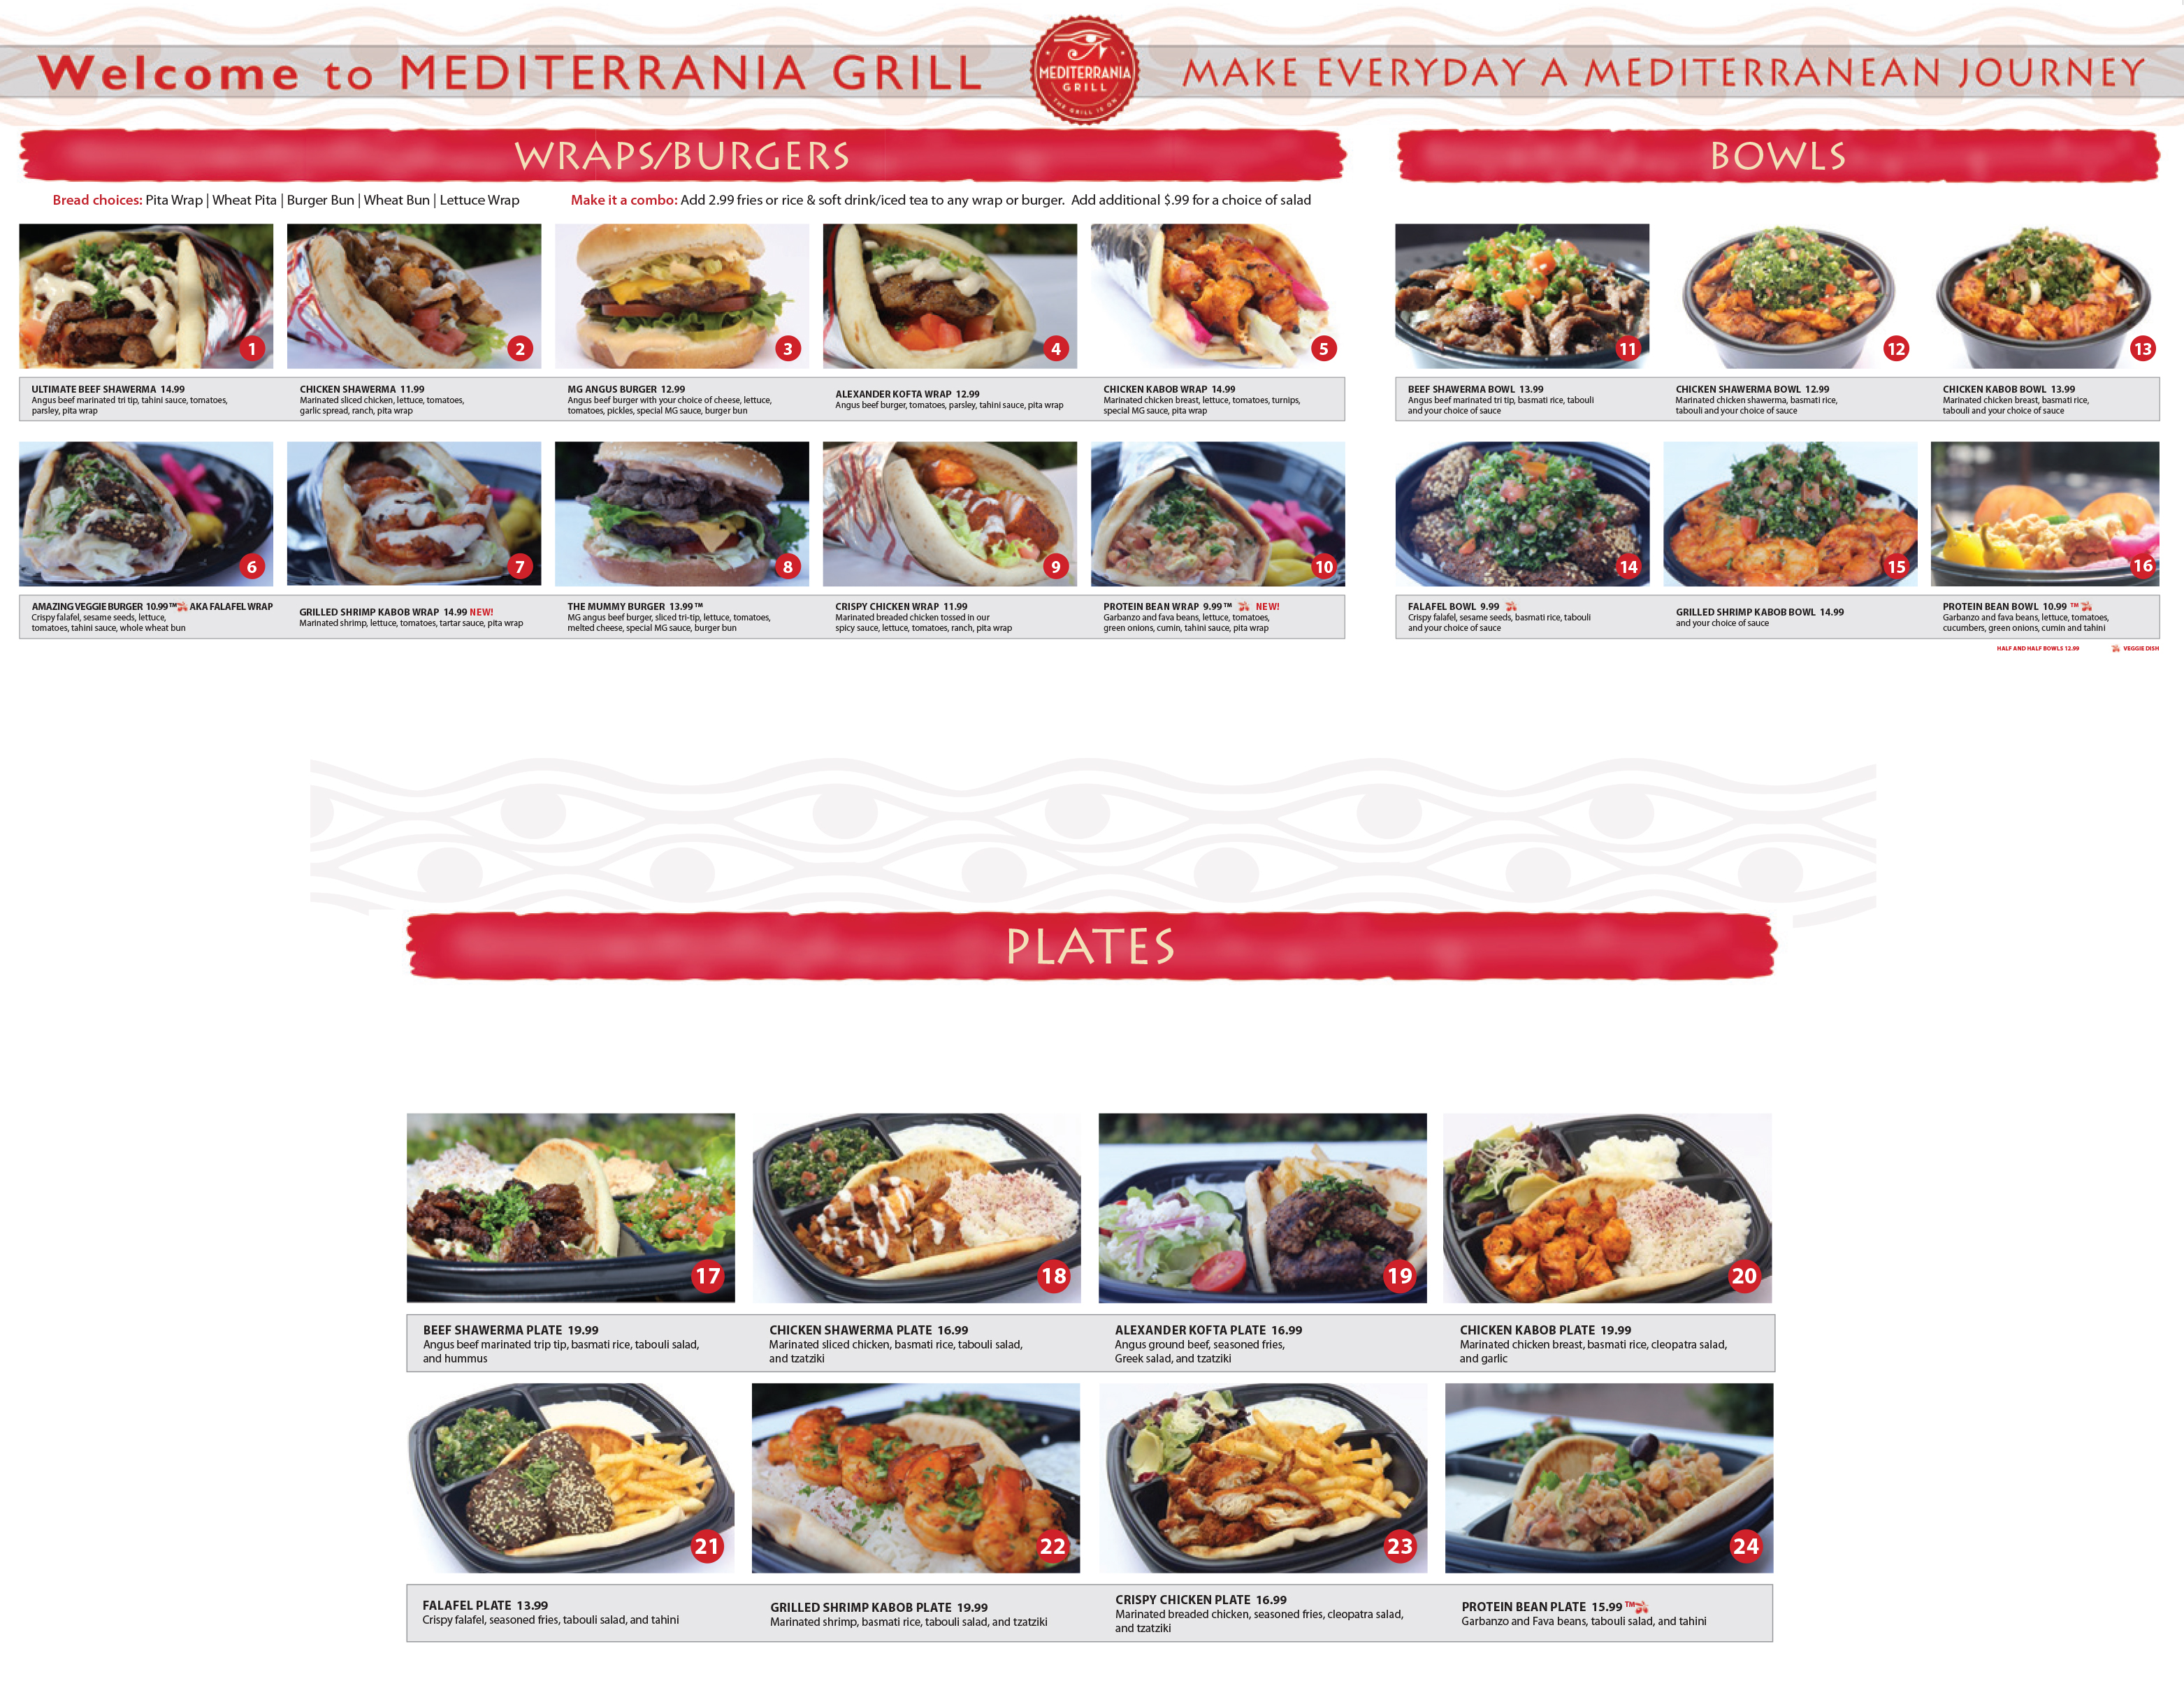 Welcome to MEDITERRANIA GRILL
MEDITERRANIA
GRILL
THE GRILL IS ON
MAKE EVERYDAY A MEDITERRANEAN JOURNEY
WRAPS/BURGERS
Bread choices: Pita Wrap | Wheat Pita | Burger Bun | Wheat Bun | Lettuce Wrap
Make it a combo: Add 2.99 fries or rice & soft drink/iced tea to any wrap or burger. Add additional $.99 for a choice of salad
1
ULTIMATE BEEF SHAWERMA 14.99
Angus beef marinated tri tip, tahini sauce, tomatoes,
parsley, pita wrap
2
CHICKEN SHAWERMA 11.99
Marinated sliced chicken, lettuce, tomatoes,
garlic spread, ranch, pita wrap
3
MG ANGUS BURGER 12.99
Angus beef burger with your choice of cheese, lettuce,
tomatoes, pickles, special MG sauce, burger bun
4
ALEXANDER KOFTA WRAP 12.99
Angus beef burger, tomatoes, parsley, tahini sauce, pita wrap
5
CHICKEN KABOB WRAP 14.99
Marinated chicken breast, lettuce, tomatoes, turnips,
special MG sauce, pita wrap
6
AMAZING VEGGIE BURGER 10.99™ AKA FALAFEL WRAP
Crispy falafel, sesame seeds, lettuce,
tomatoes, tahini sauce, whole wheat bun
7
GRILLED SHRIMP KABOB WRAP 14.99 NEW!
Marinated shrimp, lettuce, tomatoes, tartar sauce, pita wrap
8
THE MUMMY BURGER 13.99™
MG angus beef burger, sliced tri-tip, lettuce, tomatoes,
melted cheese, special MG sauce, burger bun
9
CRISPY CHICKEN WRAP 11.99
Marinated breaded chicken tossed in our
spicy sauce, lettuce, tomatoes, ranch, pita wrap
10
PROTEIN BEAN WRAP 9.99™ NEW!
Garbanzo and fava beans, lettuce, tomatoes,
green onions, cumin, tahini sauce, pita wrap
BOWLS
11
BEEF SHAWERMA BOWL 13.99
Angus beef marinated tri tip, basmati rice, tabouli
and your choice of sauce
12
CHICKEN SHAWERMA BOWL 12.99
Marinated chicken shawerma, basmati rice,
tabouli and your choice of sauce
13
CHICKEN KABOB BOWL 13.99
Marinated chicken breast, basmati rice,
tabouli and your choice of sauce
14
FALAFEL BOWL 9.99
Crispy falafel, sesame seeds, basmati rice, tabouli
and your choice of sauce
15
GRILLED SHRIMP KABOB BOWL 14.99
and your choice of sauce
16
PROTEIN BEAN BOWL 10.99 ™
Garbanzo and fava beans, lettuce, tomatoes,
cucumbers, green onions, cumin and tahini
HALF AND HALF BOWLS 12.99
VEGGIE DISH
PLATES
17
BEEF SHAWERMA PLATE 19.99
Angus beef marinated trip tip, basmati rice, tabouli salad,
and hummus
18
CHICKEN SHAWERMA PLATE 16.99
Marinated sliced chicken, basmati rice, tabouli salad,
and tzatziki
19
ALEXANDER KOFTA PLATE 16.99
Angus ground beef, seasoned fries,
Greek salad, and tzatziki
20
CHICKEN KABOB PLATE 19.99
Marinated chicken breast, basmati rice, cleopatra salad,
and garlic
21
FALAFEL PLATE 13.99
Crispy falafel, seasoned fries, tabouli salad, and tahini
22
GRILLED SHRIMP KABOB PLATE 19.99
Marinated shrimp, basmati rice, tabouli salad, and tzatziki
23
CRISPY CHICKEN PLATE 16.99
Marinated breaded chicken, seasoned fries, cleopatra salad,
and tzatziki
24
PROTEIN BEAN PLATE 15.99 ™
Garbanzo and Fava beans, tabouli salad, and tahini